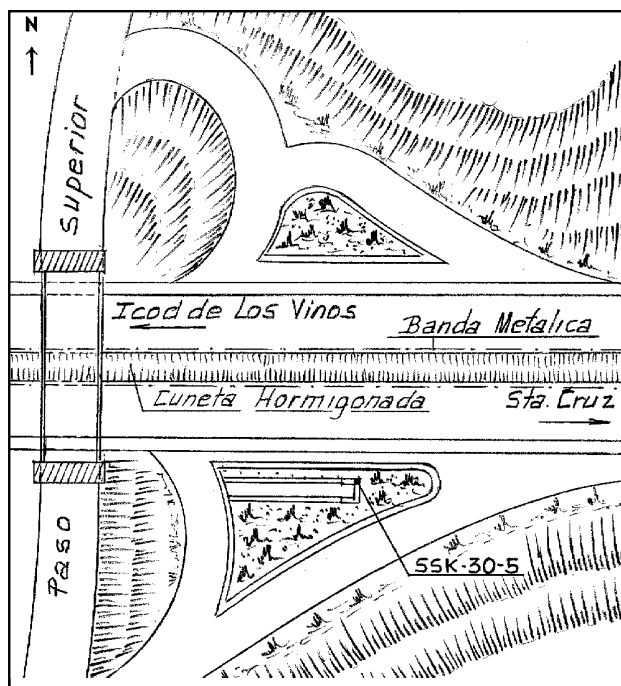 N
Superior
Icod de Los Vinos
Banda Metalica
Cuneta Hormigonada
Sta. Cruz
SSK-30-5
Paso